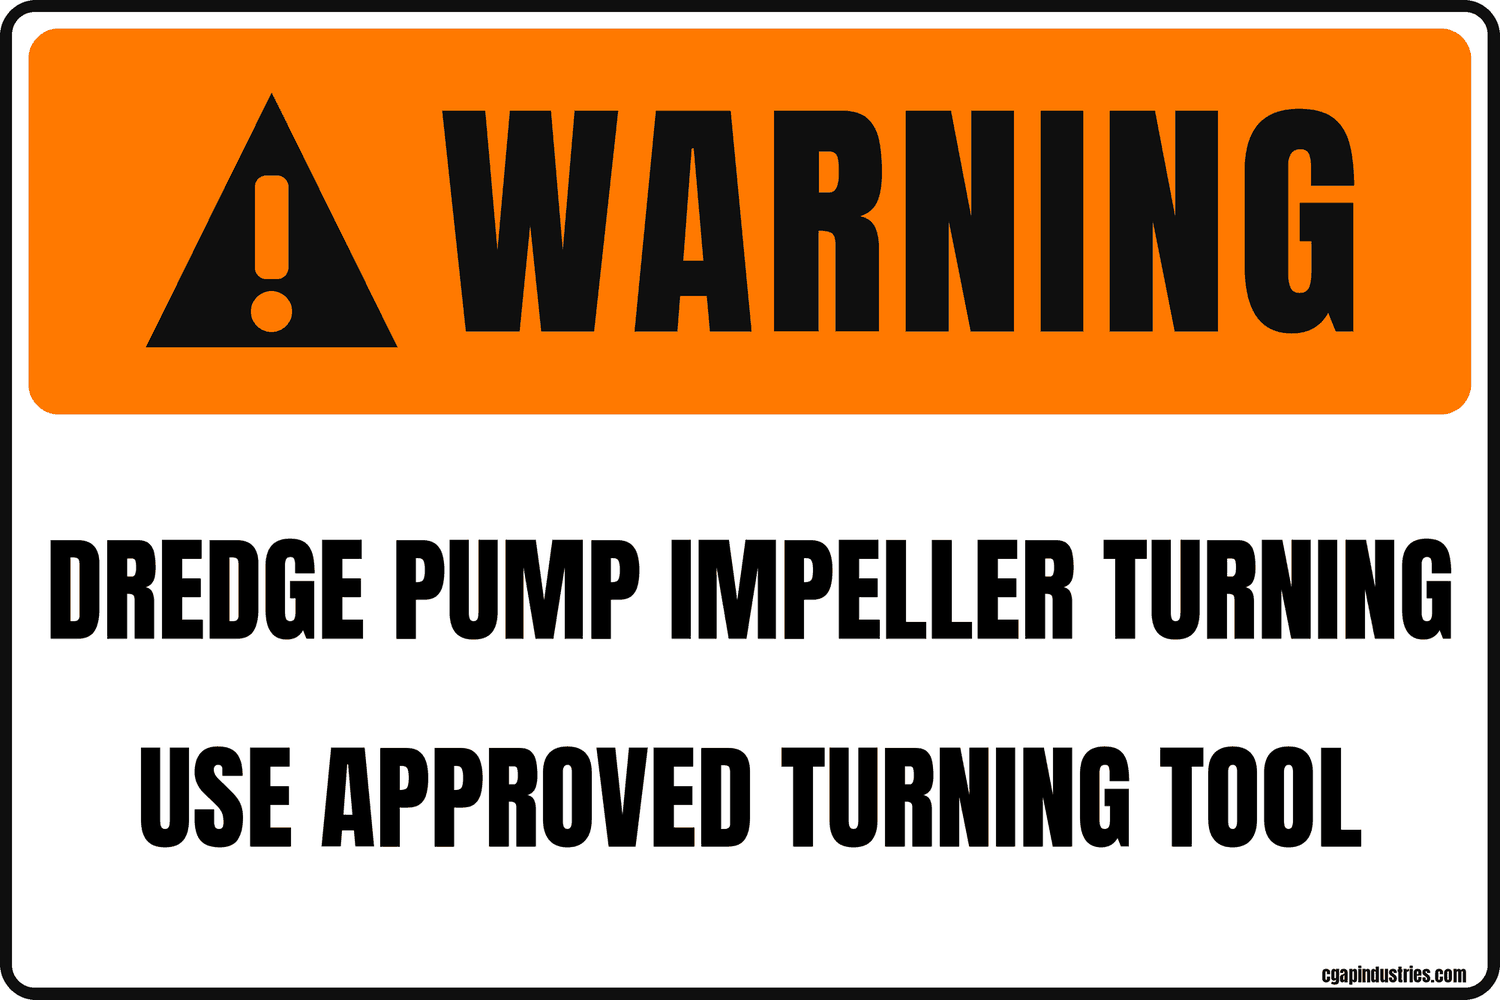 WARNING
DREDGE PUMP IMPELLER TURNING
USE APPROVED TURNING TOOL
cgapindustries.com